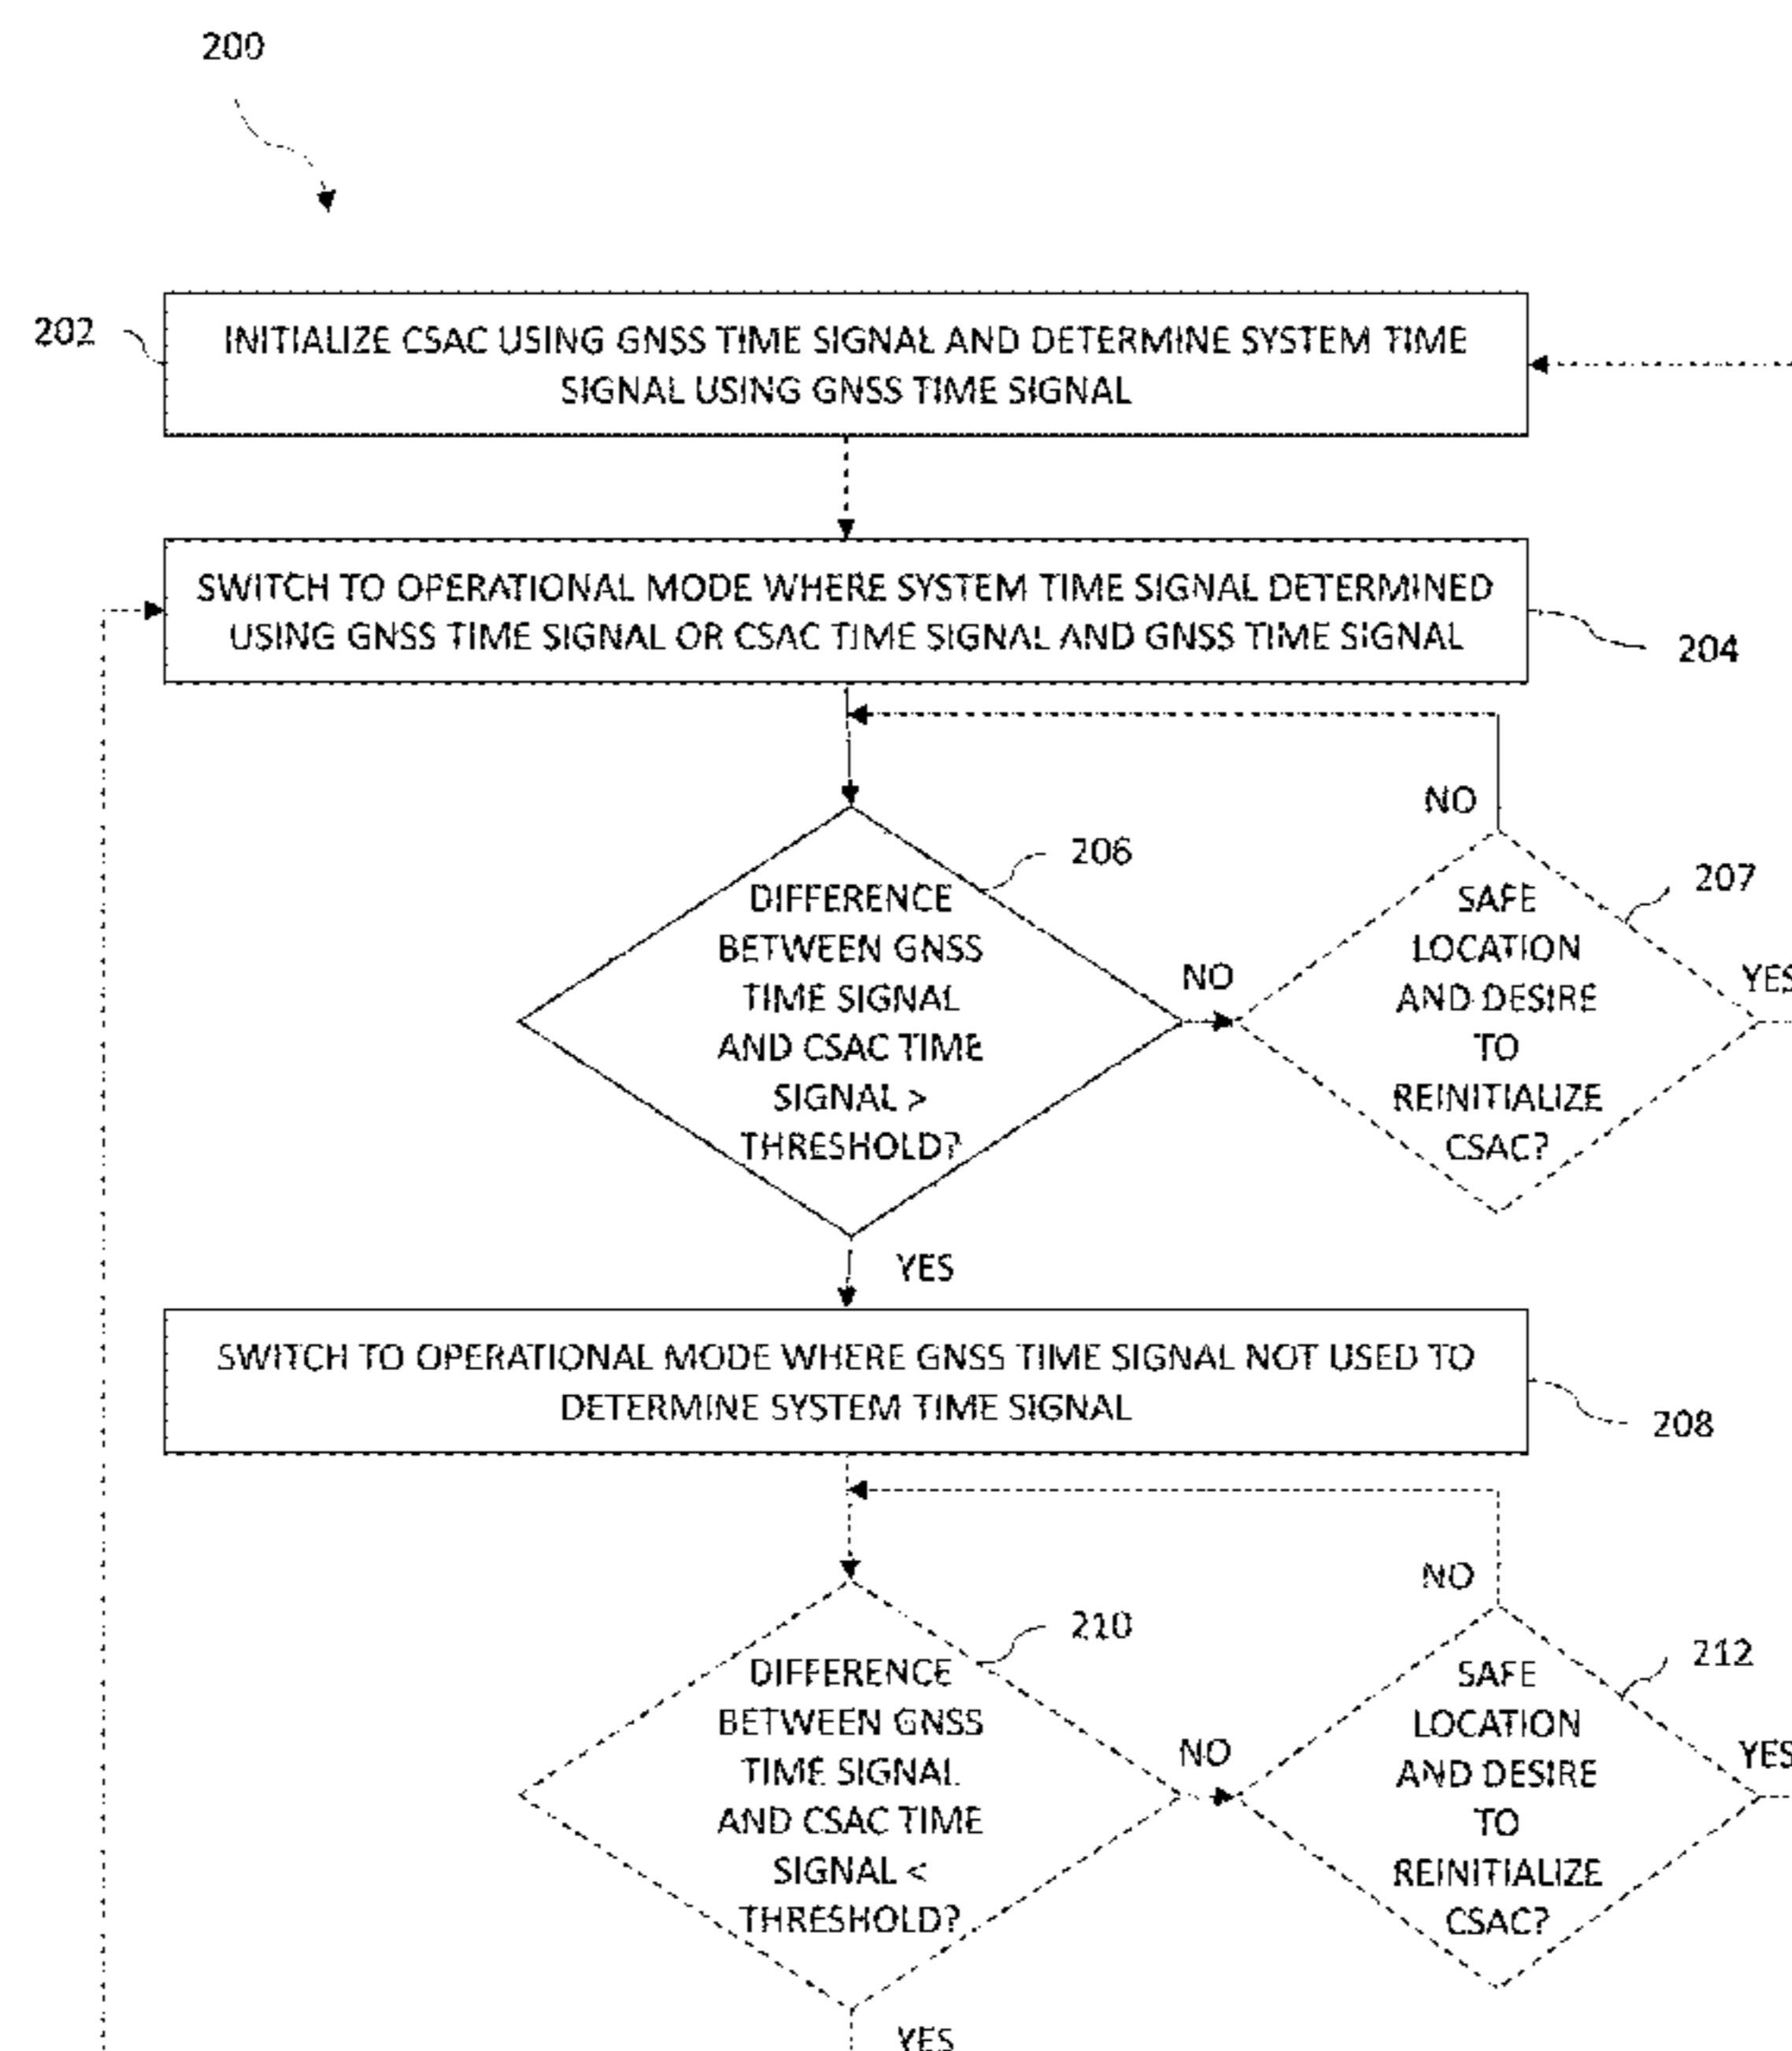 200
202
INITIALIZE CSAC USING GNSS TIME SIGNAL AND DETERMINE SYSTEM TIME
SIGNAL USING GNSS TIME SIGNAL
SWITCH TO OPERATIONAL MODE WHERE SYSTEM TIME SIGNAL DETERMINED
USING GNSS TIME SIGNAL OR CSAC TIME SIGNAL AND GNSS TIME SIGNAL
204
206
DIFFERENCE
BETWEEN GNSS
TIME SIGNAL
AND CSAC TIME
SIGNAL >
THRESHOLD?
NO
NO
207
SAFE
LOCATION
AND DESIRE
TO
REINITIALIZE
CSAC?
YES
YES
SWITCH TO OPERATIONAL MODE WHERE GNSS TIME SIGNAL NOT USED TO
DETERMINE SYSTEM TIME SIGNAL
208
210
DIFFERENCE
BETWEEN GNSS
TIME SIGNAL
AND CSAC TIME
SIGNAL <
THRESHOLD?
NO
NO
212
SAFE
LOCATION
AND DESIRE
TO
REINITIALIZE
CSAC?
YES
YES